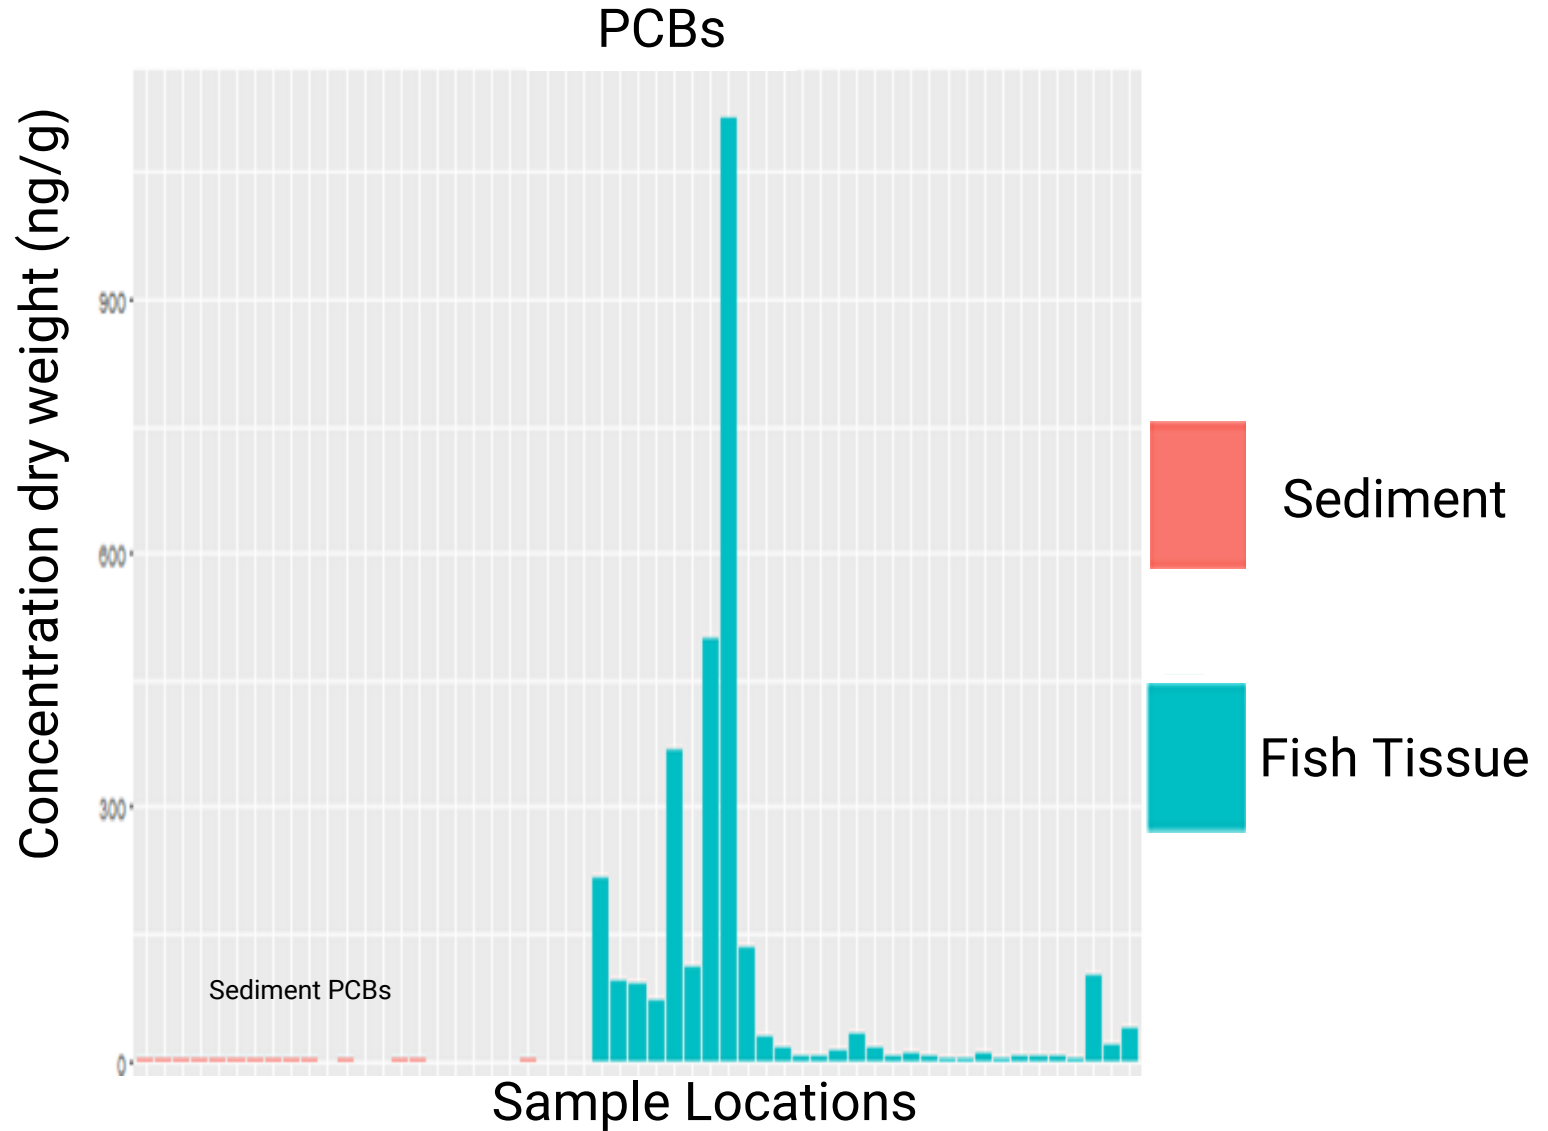 PCBs
Concentration dry weight (ng/g)
900
600
300
0
Sediment PCBs
Sample Locations
Sediment
Fish Tissue